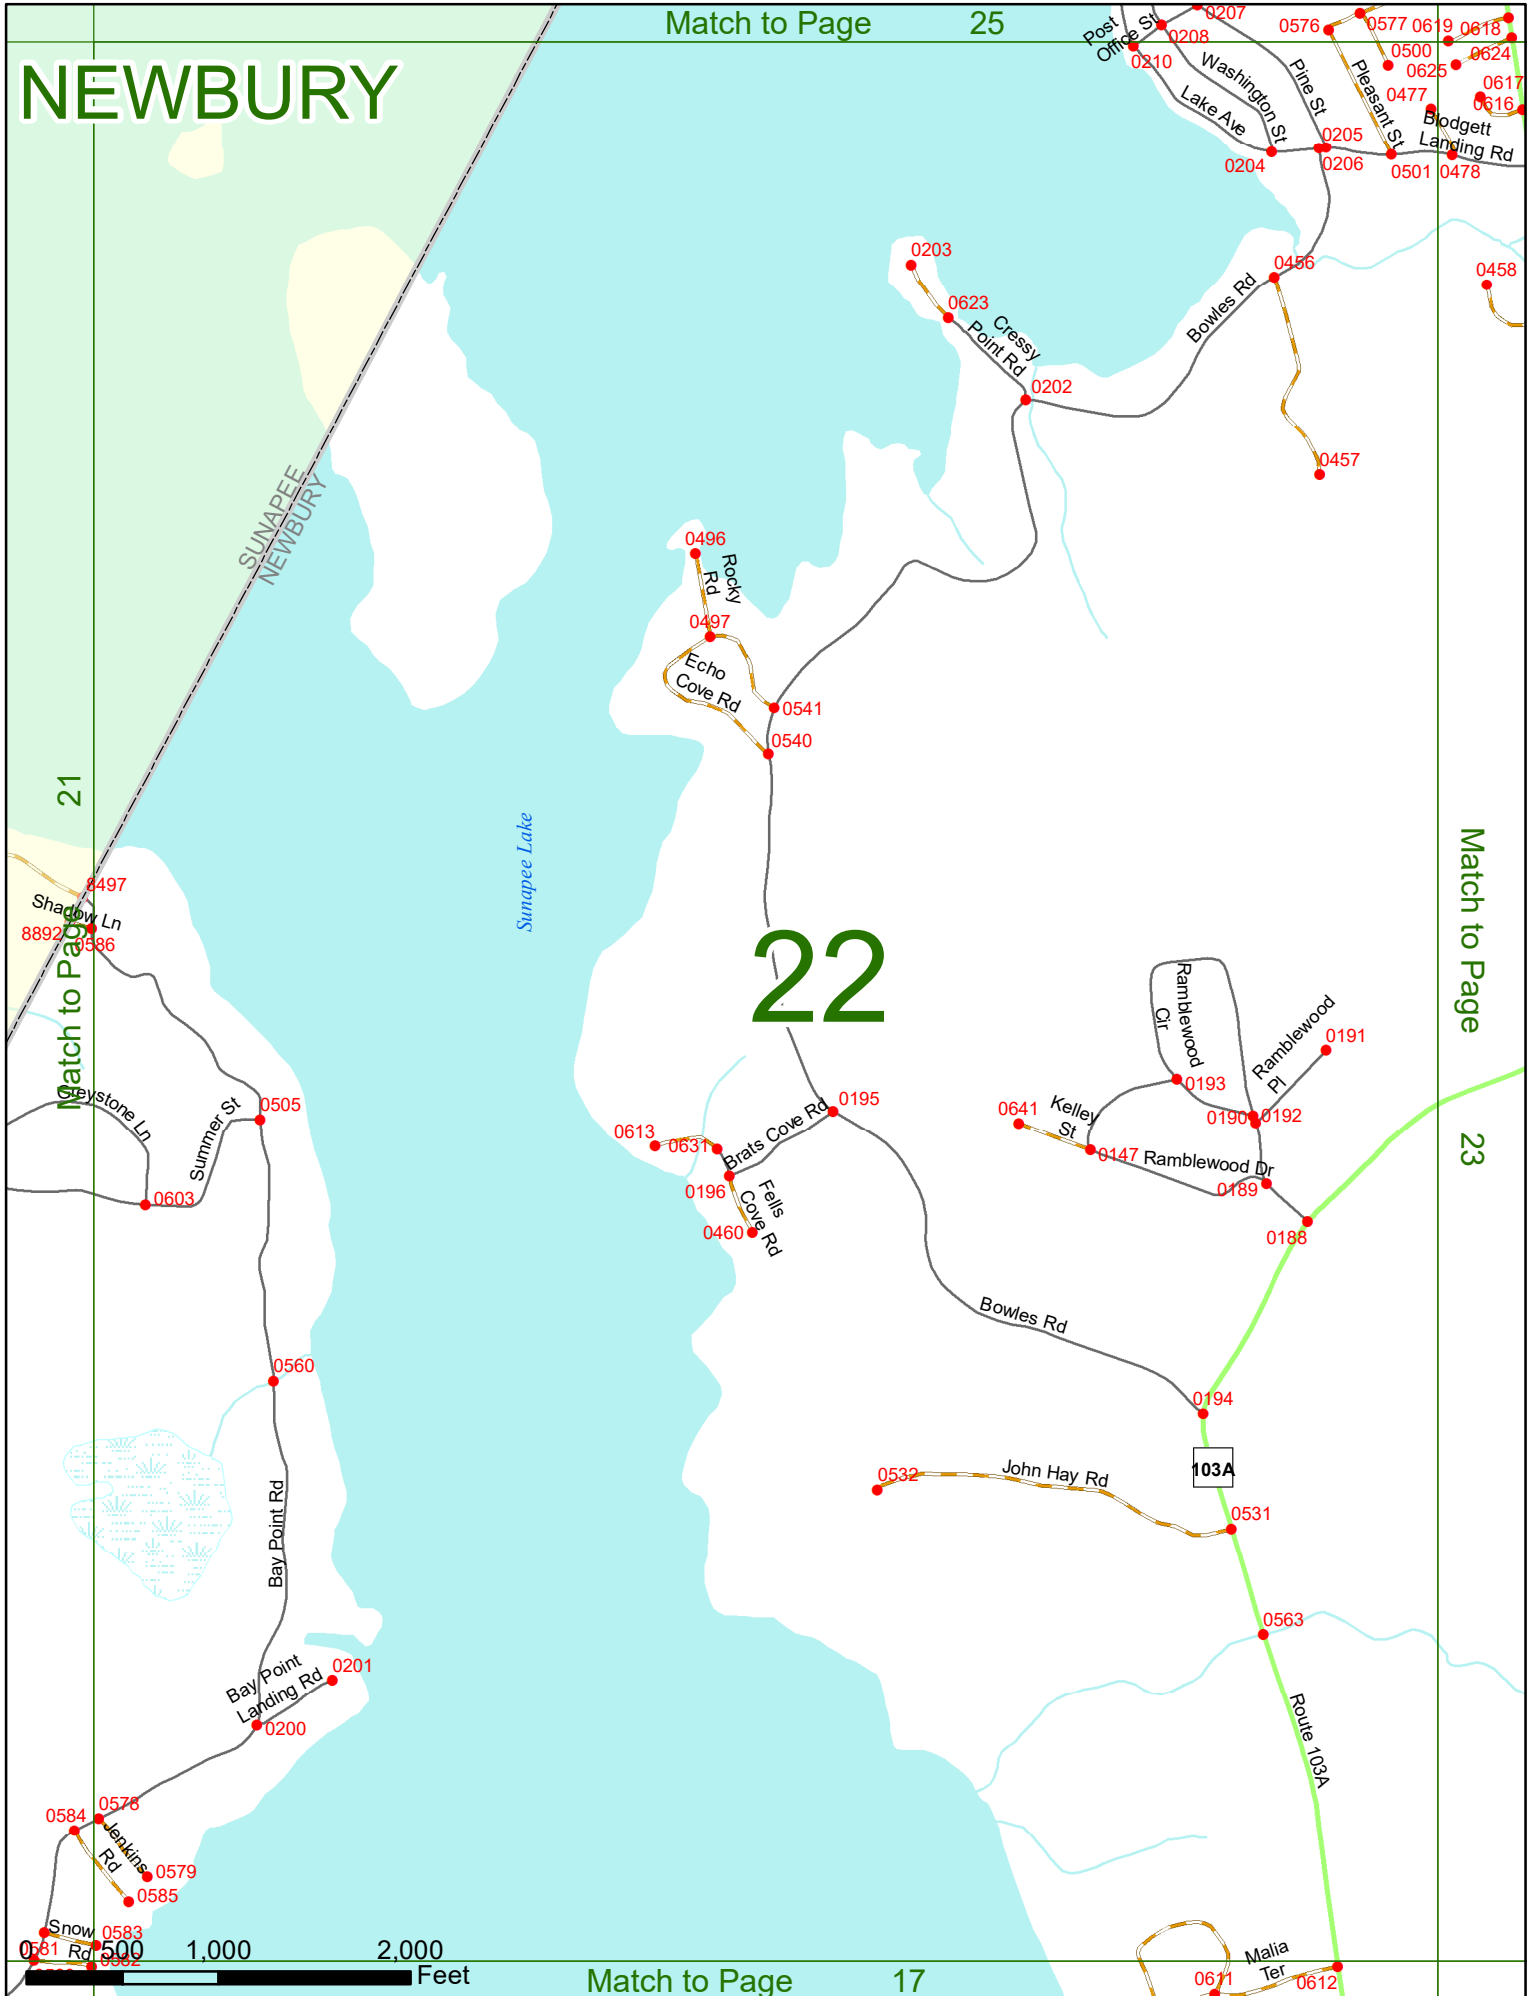 Match to Page 25
NEWBURY
0207
0208
0210
Post
Office St
Washington St
Lake Ave
Pine St
Pleasant St
0576
0577
0619
0618
0500
0625
0624
0477
0617
0616
Blodgett
Landing Rd
0204
0205
0206
0501
0478
0203
0623
Cressy
Point Rd
0202
Bowles Rd
0456
0458
0457
SUNAPEE
NEWBURY
0496
Rocky
Rd
0497
Echo
Cove Rd
0541
0540
21
Match to Page
Sunapee Lake
Match to Page
23
8497
Shadow Ln
8892
0586
22
Greystone Ln
Summer St
0505
0603
Ramblewood
Cir
Ramblewood
Pl
0191
0193
0190
0192
0641
Kelley
St
0147
Ramblewood Dr
0189
0188
0195
Brats Cove Rd
0613
0631
0196
Fells
Cove Rd
0460
Bowles Rd
0560
0194
103A
0532
John Hay Rd
0531
Bay Point Rd
0563
Bay Point
Landing Rd
0201
0200
Route 103A
0578
0584
Jenkins
Rd
0579
0585
Snow
Rd
0583
0581
0582
0 500 1,000 2,000
Feet
Match to Page 17
Malia
Ter
0611
0612